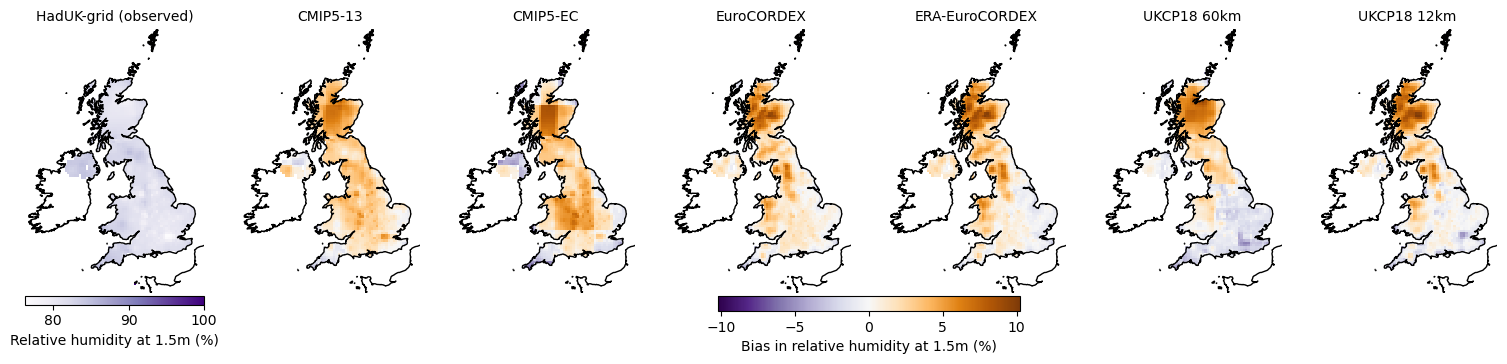 HadUK-grid (observed)
CMIP5-13
CMIP5-EC
EuroCORDEX
ERA-EuroCORDEX
UKCP18 60km
UKCP18 12km
80 90 100
Relative humidity at 1.5m (%)
−10 −5 0 5 10
Bias in relative humidity at 1.5m (%)